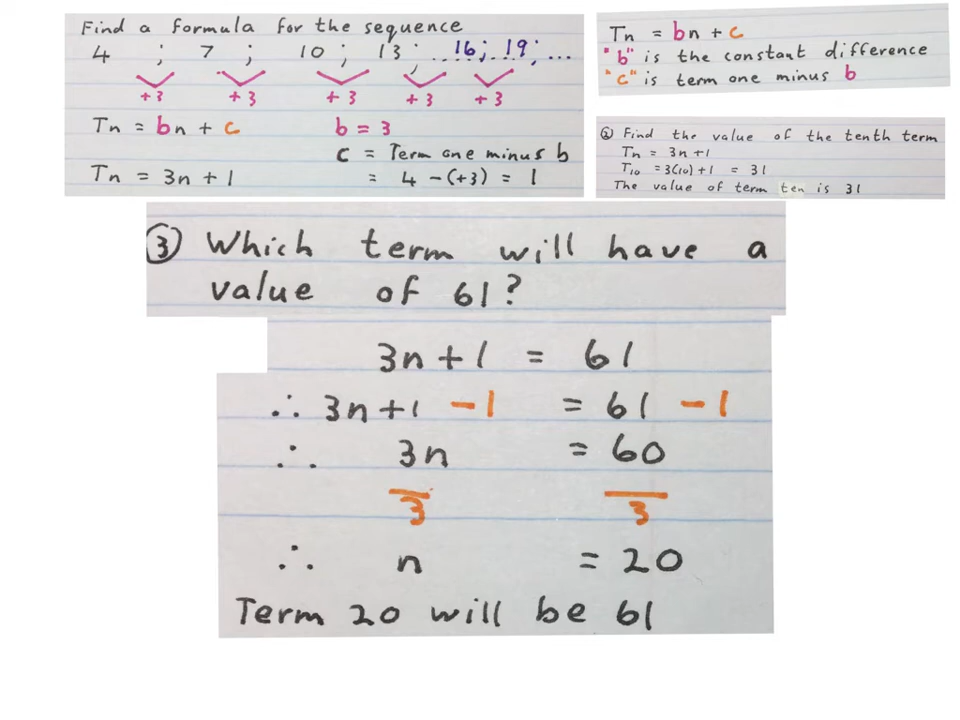 Find a formula for the sequence
4 ; 7 ; 10 ; 13 ; ...16; ...19; ...
+3 +3 +3 +3 +3
Tn = bn + c b = 3
c = Term one minus b
Tn = 3n + 1 = 4 - (+3) = 1
Tn = bn + c
"b" is the constant difference
"c" is term one minus b
② Find the value of the tenth term
Tn = 3n +1
T10 = 3(10) + 1 = 31
The value of term ten is 31
③ Which term will have a
value of 61?
3n + 1 = 61
∴ 3n + 1 - 1 = 61 - 1
∴ 3n = 60
3 3
∴ n = 20
Term 20 will be 61